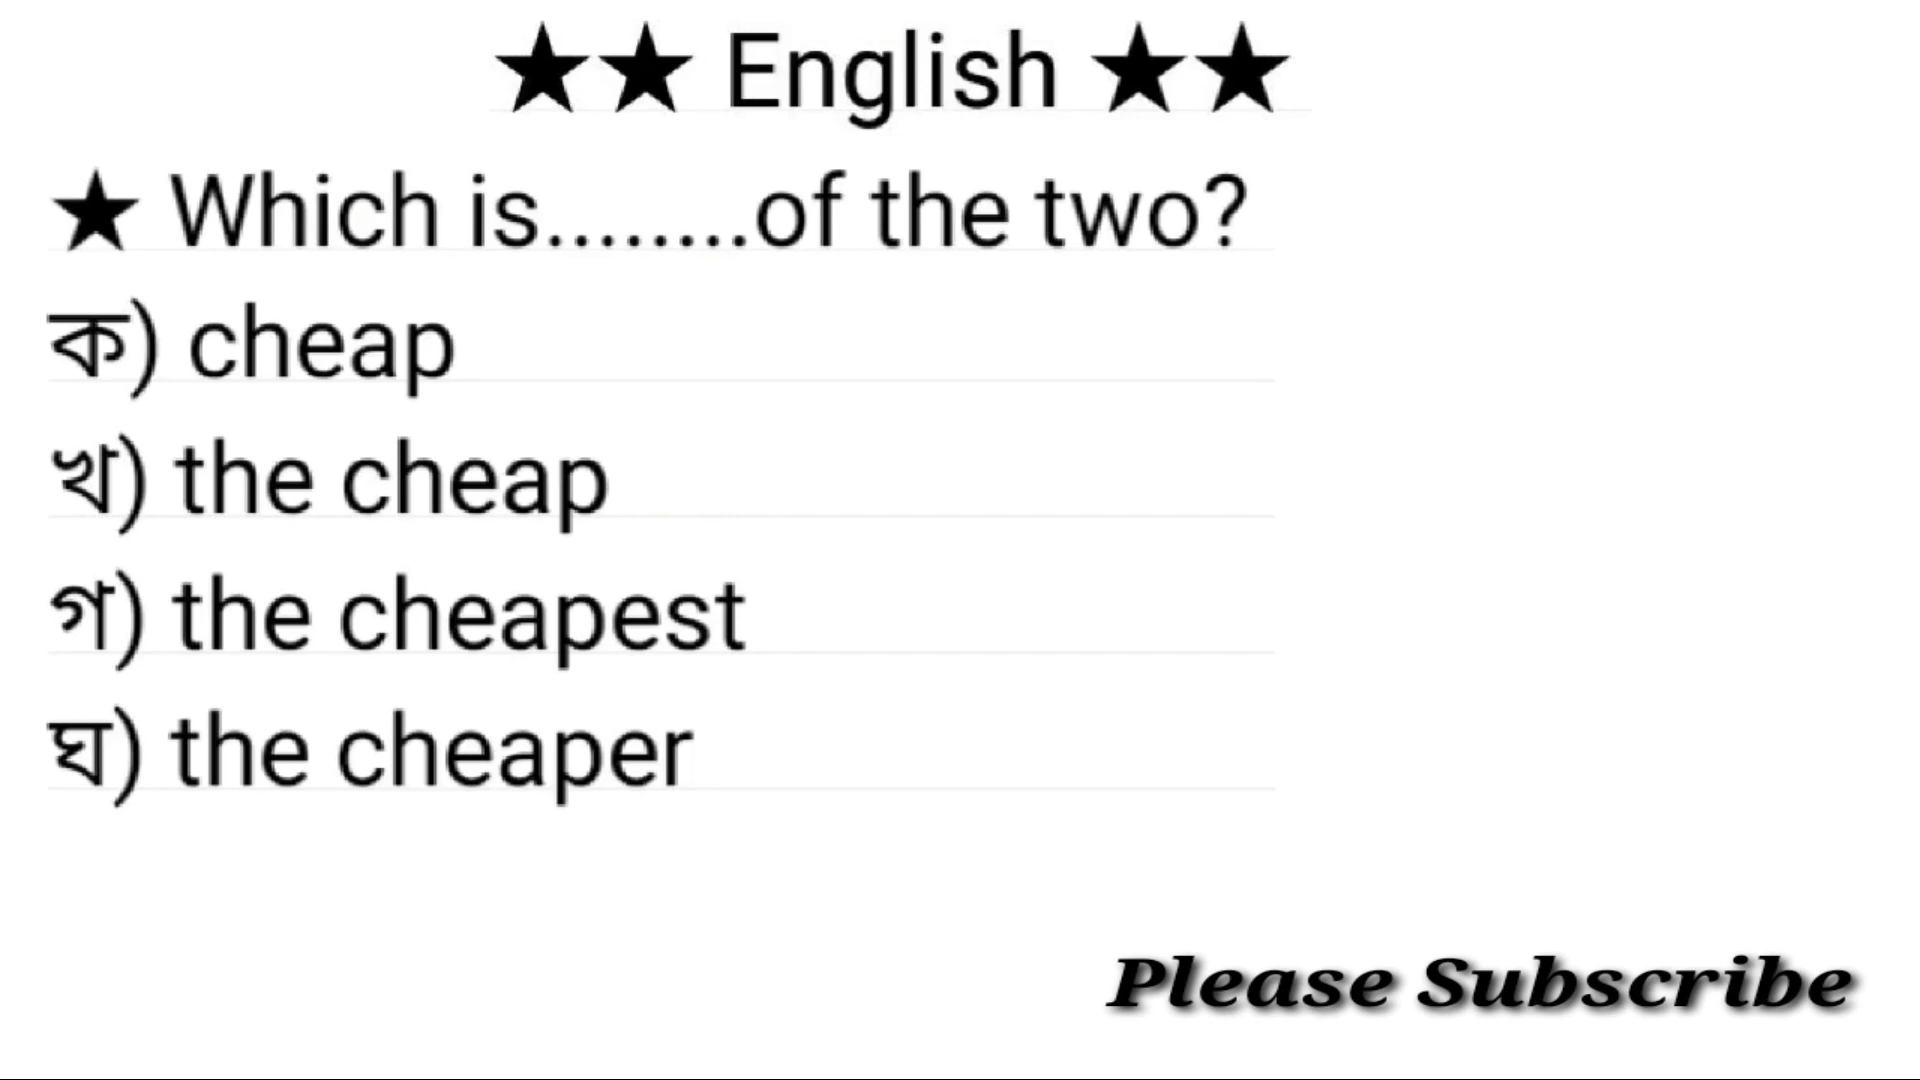 ★★ English ★★
★ Which is........of the two?
ক) cheap
খ) the cheap
গ) the cheapest
ঘ) the cheaper
Please Subscribe